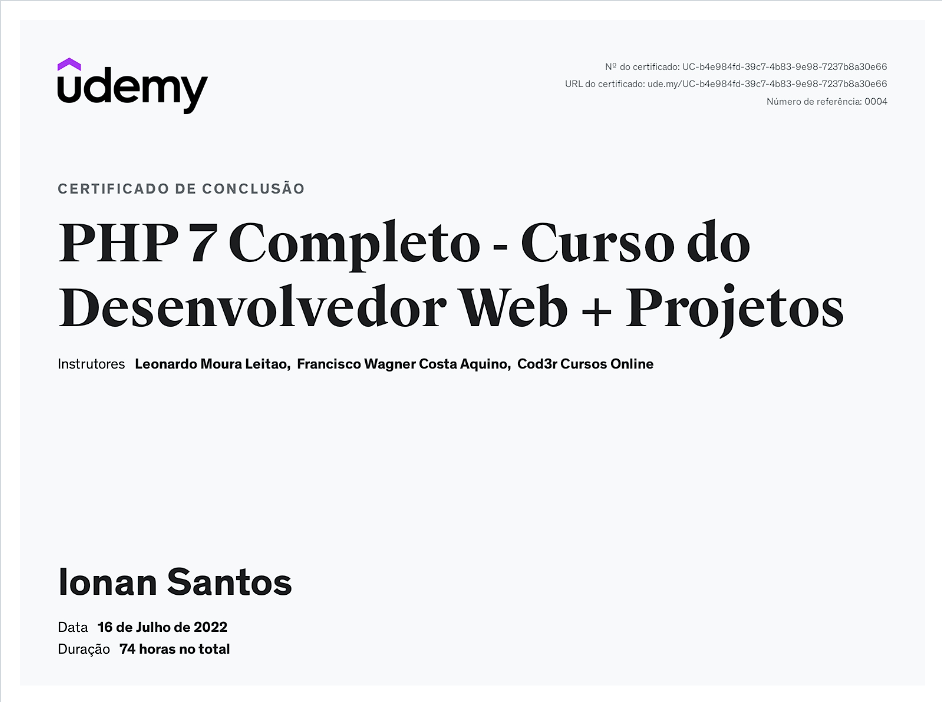 udemy
Nº do certificado: UC-b4e984fd-39c7-4b83-9e98-7237b8a30e66
URL do certificado: ude.my/UC-b4e984fd-39c7-4b83-9e98-7237b8a30e66
Número de referência: 0004
CERTIFICADO DE CONCLUSÃO
PHP 7 Completo - Curso do
Desenvolvedor Web + Projetos
Instrutores Leonardo Moura Leitao, Francisco Wagner Costa Aquino, Cod3r Cursos Online
Ionan Santos
Data 16 de Julho de 2022
Duração 74 horas no total